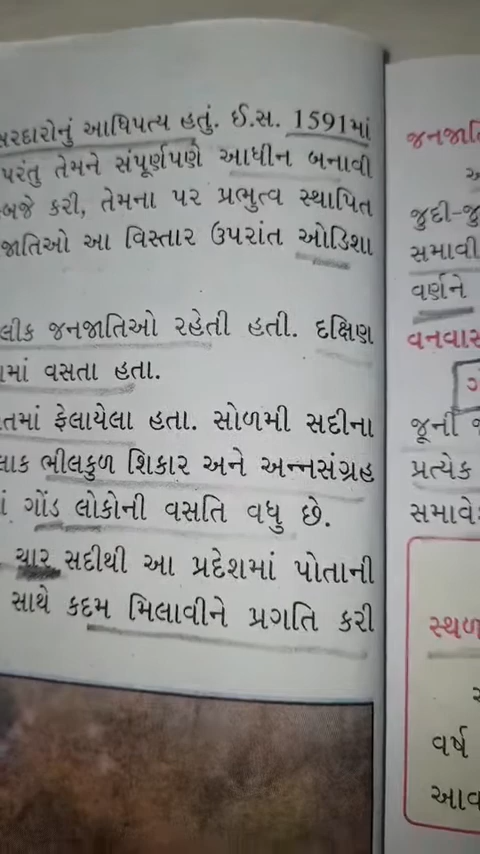 સરદારોનું આધિપત્ય હતું. ઈ.સ. 1591માં
પરંતુ તેમને સંપૂર્ણપણે આધીન બનાવી
બજે કરી, તેમના પર પ્રભુત્વ સ્થાપિત
જાતિઓ આ વિસ્તાર ઉપરાંત ઓડિશા
લીક જનજાતિઓ રહેતી હતી. દક્ષિણ
માં વસતા હતા.
તમાં ફેલાયેલા હતા. સોળમી સદીના
લાક ભીલકુળ શિકાર અને અન્નસંગ્રહ
ગોંડ લોકોની વસતિ વધુ છે.
ચાર સદીથી આ પ્રદેશમાં પોતાની
સાથે કદમ મિલાવીને પ્રગતિ કરી
જનજાતિ
જુદી-જુ
સમાવી
વર્ણને
વનવાસ
જૂની
પ્રત્યેક
સમાવે
સ્થળ
વર્ષ
આવ